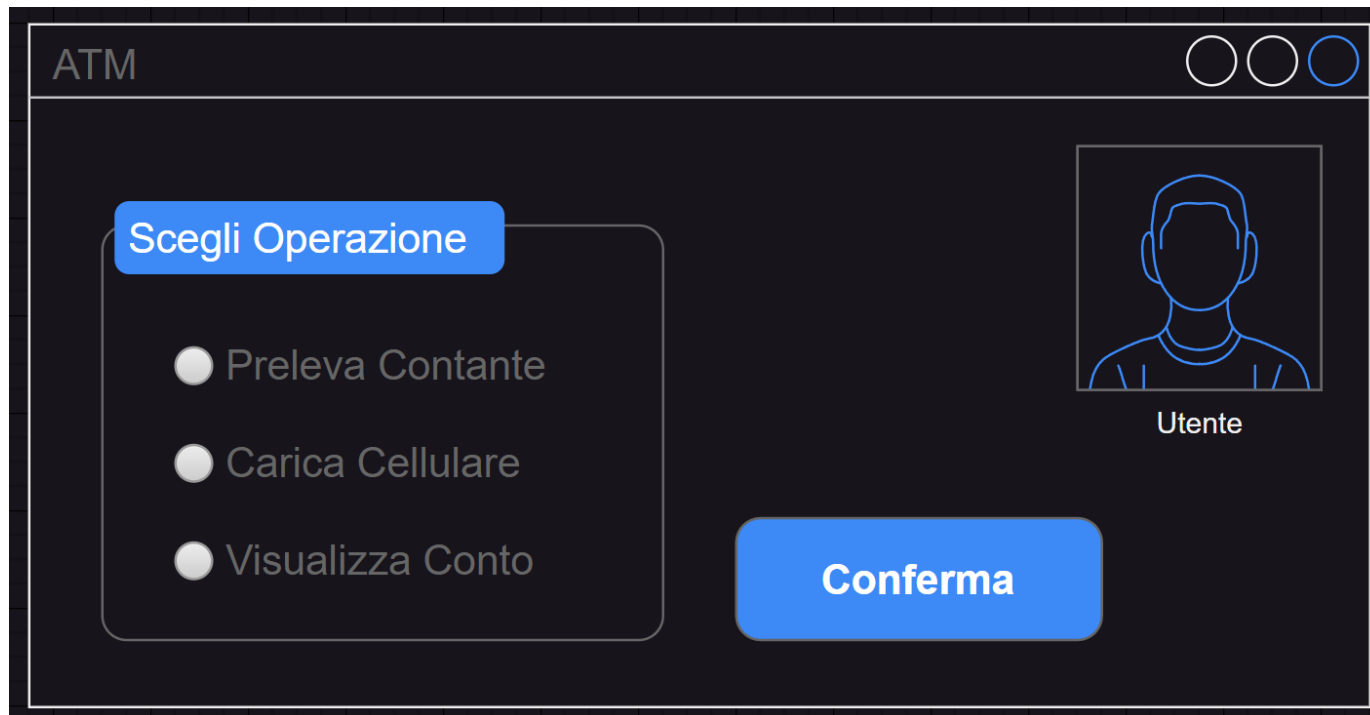 ATM
Scegli Operazione
Preleva Contante
Carica Cellulare
Visualizza Conto
Utente
Conferma